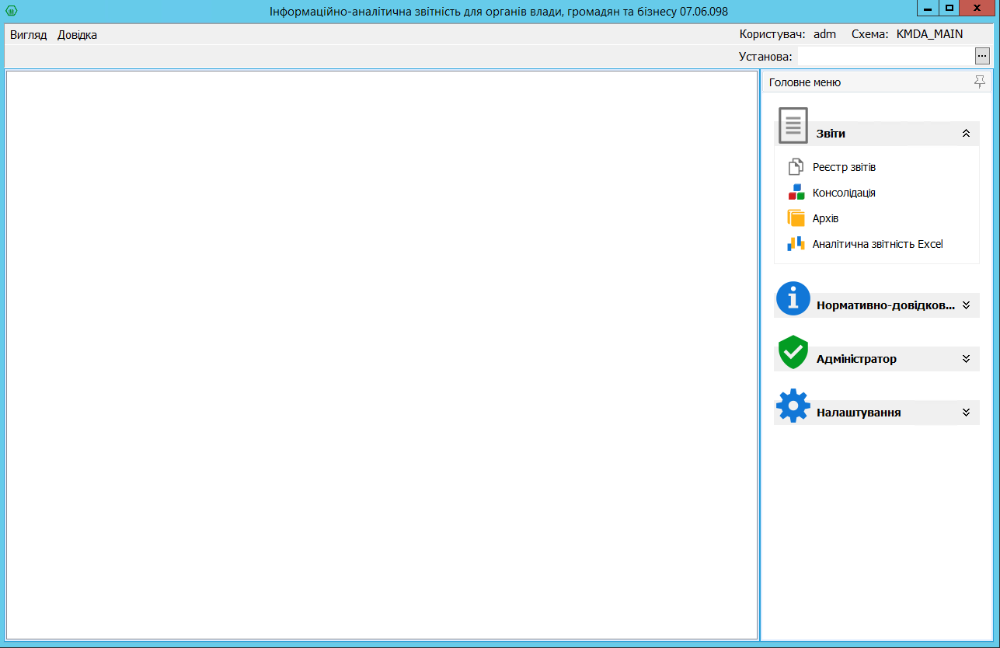 Інформаційно-аналітична звітність для органів влади, громадян та бізнесу 07.06.098
Вигляд Довідка Користувач: adm Схема: KMDA_MAIN
Установа: ...
Головне меню
Звіти
Реєстр звітів
Консолідація
Архів
Аналітична звітність Excel
Нормативно-довідков...
Адміністратор
Налаштування